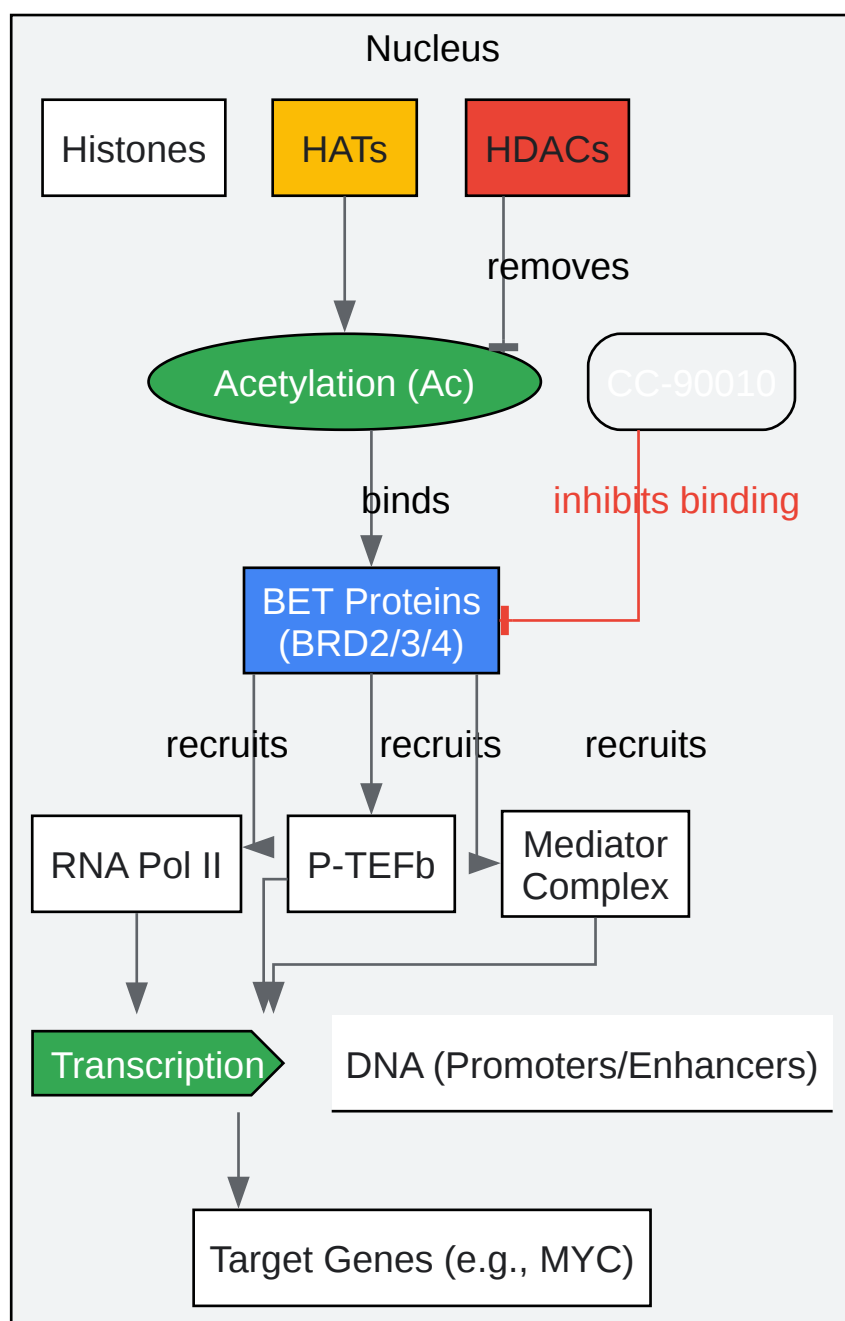 Nucleus
Histones
HATs
HDACs
removes
Acetylation (Ac)
CC-90010
binds
inhibits binding
BET Proteins
(BRD2/3/4)
recruits
recruits
recruits
RNA Pol II
P-TEFb
Mediator
Complex
Transcription
DNA (Promoters/Enhancers)
Target Genes (e.g., MYC)